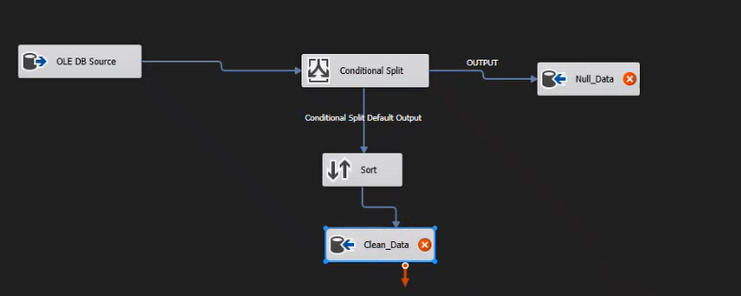 OLE DB Source
Conditional Split
OUTPUT
Null_Data
Conditional Split Default Output
Sort
Clean_Data